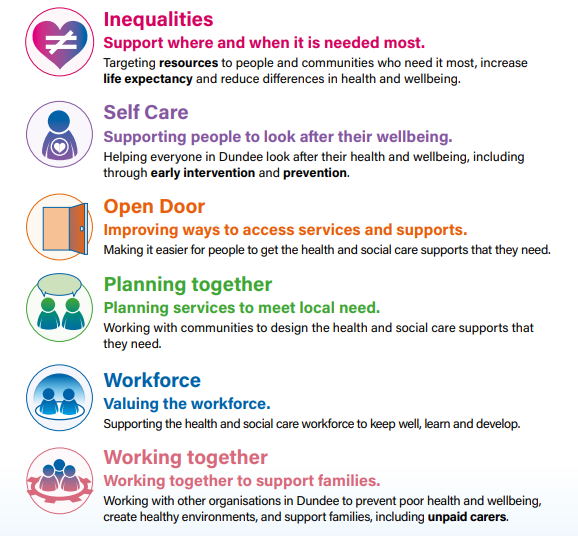 Inequalities
Support where and when it is needed most.
Targeting resources to people and communities who need it most, increase
life expectancy and reduce differences in health and wellbeing.
Self Care
Supporting people to look after their wellbeing.
Helping everyone in Dundee look after their health and wellbeing, including
through early intervention and prevention.
Open Door
Improving ways to access services and supports.
Making it easier for people to get the health and social care supports that they need.
Planning together
Planning services to meet local need.
Working with communities to design the health and social care supports that
they need.
Workforce
Valuing the workforce.
Supporting the health and social care workforce to keep well, learn and develop.
Working together
Working together to support families.
Working with other organisations in Dundee to prevent poor health and wellbeing,
create healthy environments, and support families, including unpaid carers.